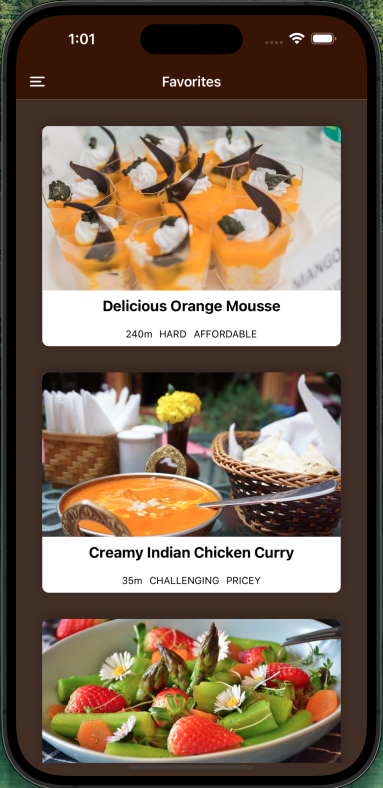 1:01
Favorites
MANGO
Delicious Orange Mousse
240m HARD AFFORDABLE
Creamy Indian Chicken Curry
35m CHALLENGING PRICEY